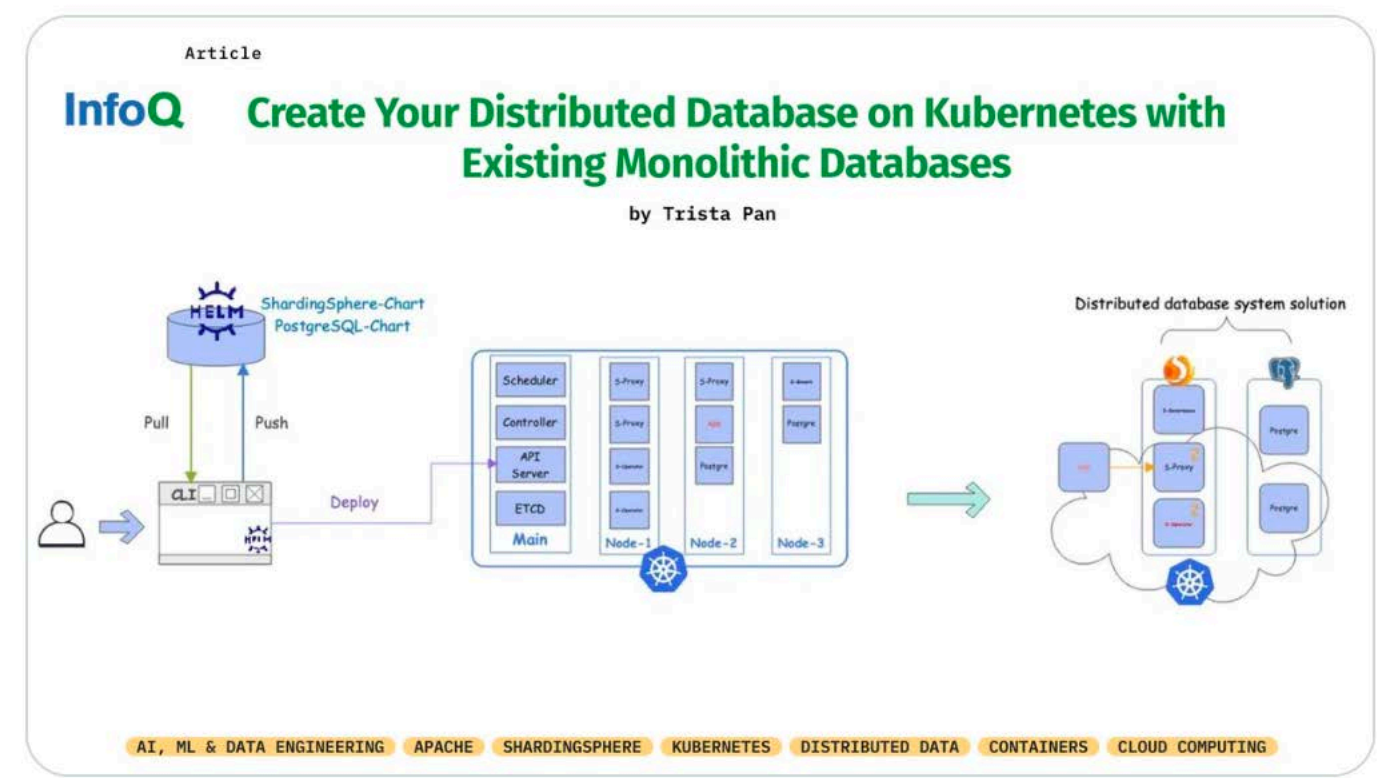 Article
InfoQ
Create Your Distributed Database on Kubernetes with
Existing Monolithic Databases
by Trista Pan
HELM
ShardingSphere-Chart
PostgreSQL-Chart
Pull
Push
CLI
HELM
Deploy
Scheduler
Controller
API
Server
ETCD
Main
S-Proxy
S-Proxy
Node-1
S-Proxy
Postgre
Node-2
Postgre
Node-3
Distributed database system solution
S-Proxy
2
2
Postgre
Postgre
AI, ML & DATA ENGINEERING APACHE SHARDINGSPHERE KUBERNETES DISTRIBUTED DATA CONTAINERS CLOUD COMPUTING